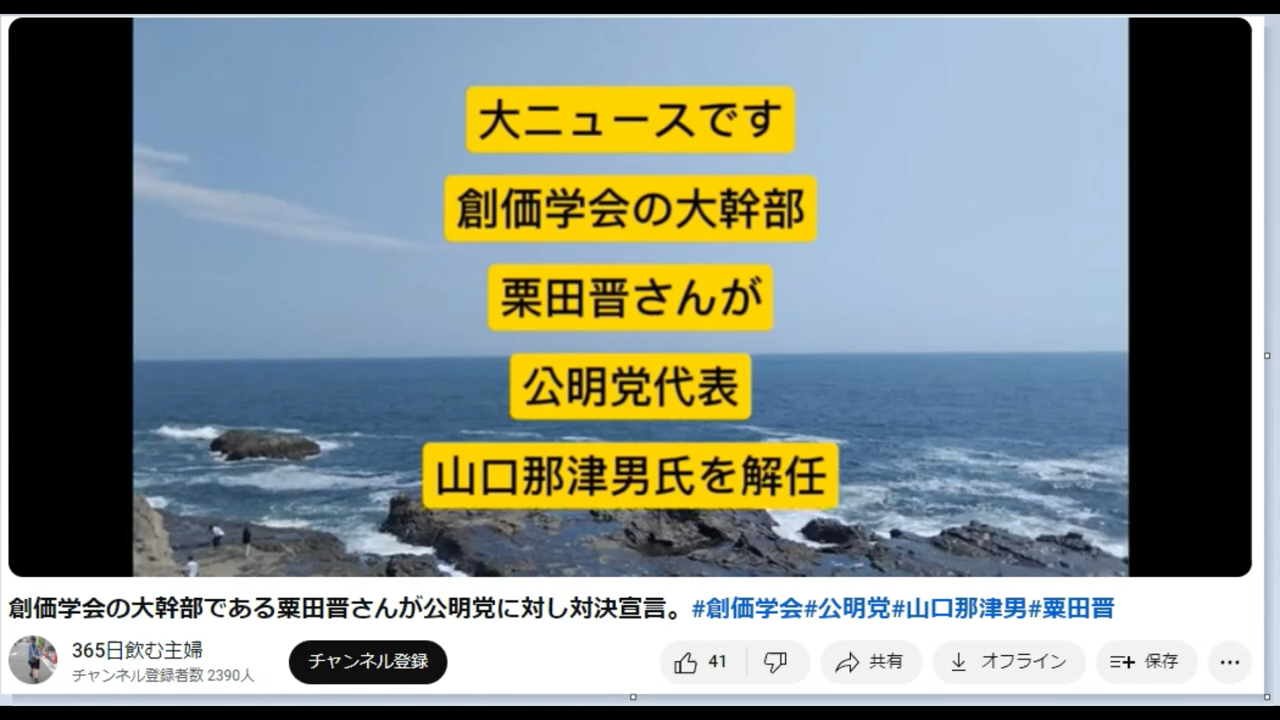 大ニュースです
創価学会の大幹部
栗田晋さんが
公明党代表
山口那津男氏を解任
創価学会の大幹部である粟田晋さんが公明党に対し対決宣言。#創価学会#公明党#山口那津男#粟田晋
365日飲む主婦
チャンネル登録者数 2390人
チャンネル登録
41
共有
オフライン
保存